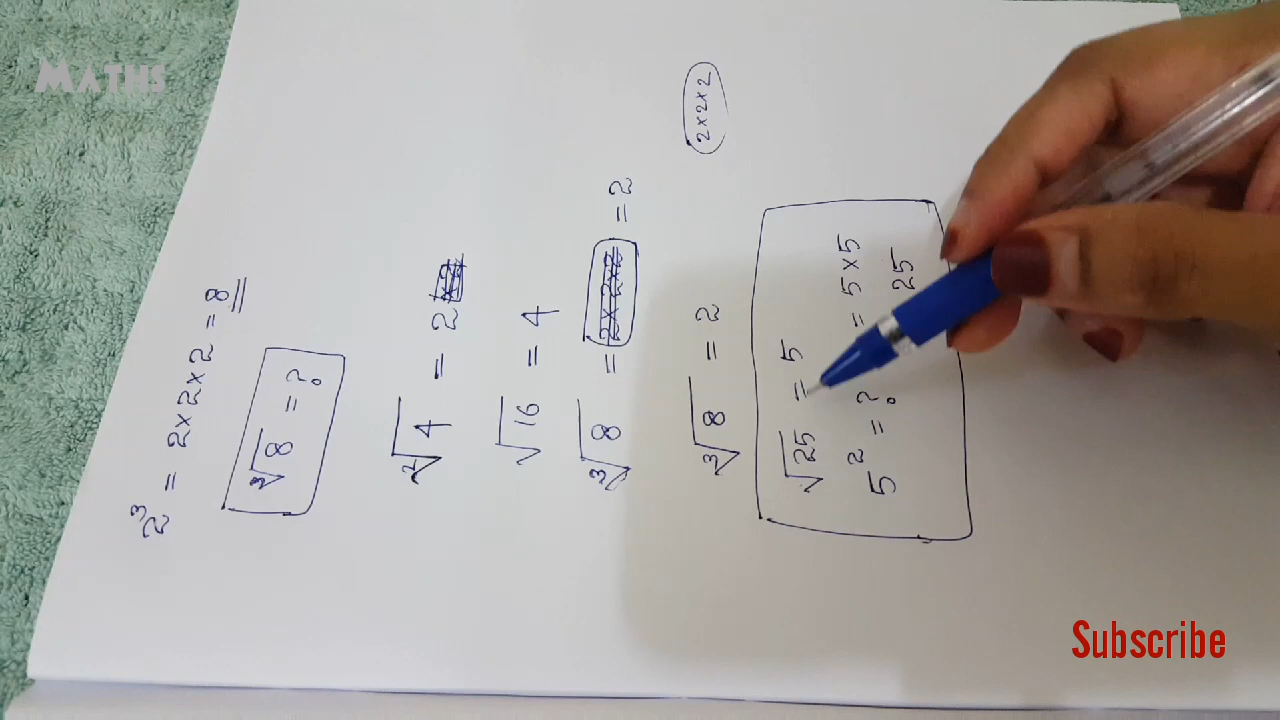 MATHS
2³ = 2×2×2 = 8
∛8 = ?
²√4 = 2
√16 = 4
∛8 = 2×2×2 = 2
∛8 = 2
2×2×2
√25 = 5
5² = ? = 5×5
25
Subscribe